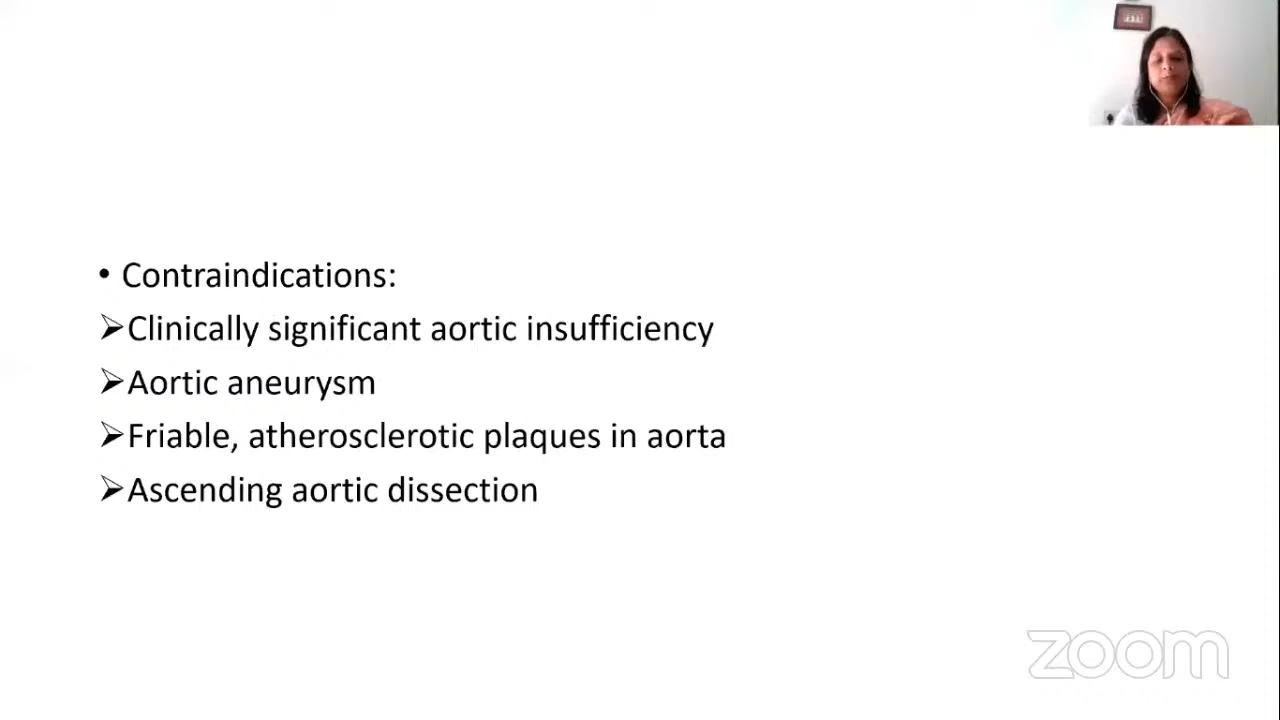 • Contraindications:
➢Clinically significant aortic insufficiency
➢Aortic aneurysm
➢Friable, atherosclerotic plaques in aorta
➢Ascending aortic dissection
zoom